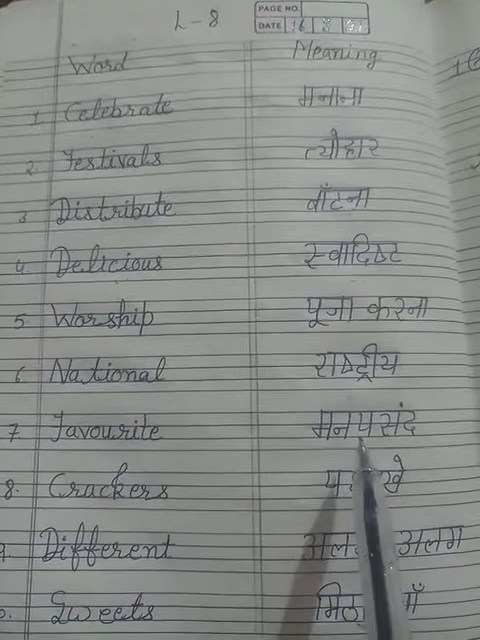 L-8
PAGE NO.
DATE 16 8
Word Meaning
1 Celebrate मनाना
2 Festivals त्योहार
3 Distribute बाँटना
4. Delicious स्वादिष्ट
5. Worship पूजा करना
6 National राष्ट्रीय
7 Favourite मनपसंद
8. Crackers
Different अलग
Sweets